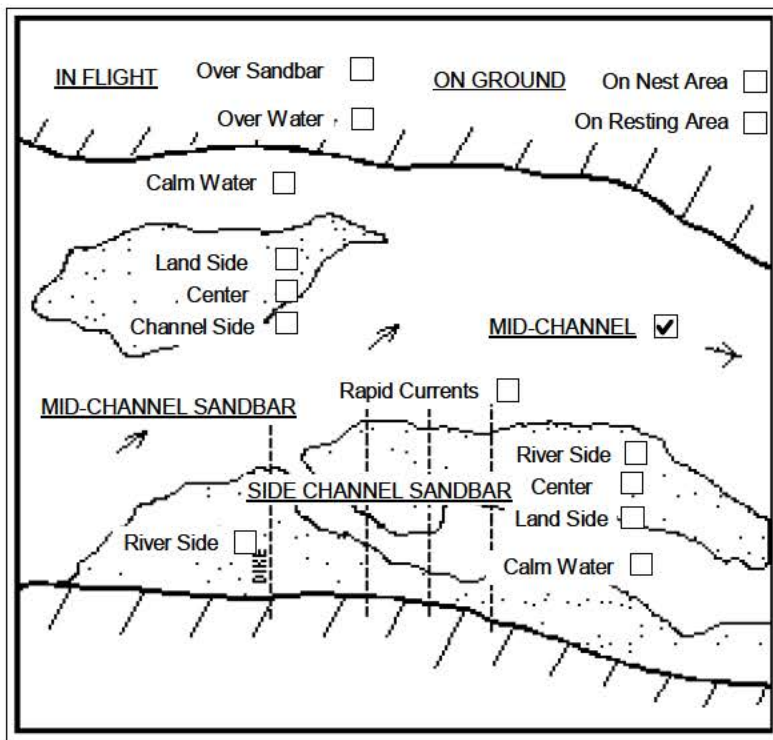 IN FLIGHT
Over Sandbar
ON GROUND
On Nest Area
Over Water
On Resting Area
Calm Water
Land Side
Center
Channel Side
MID-CHANNEL
Rapid Currents
MID-CHANNEL SANDBAR
River Side
SIDE CHANNEL SANDBAR
Center
Land Side
River Side
DIKE
Calm Water